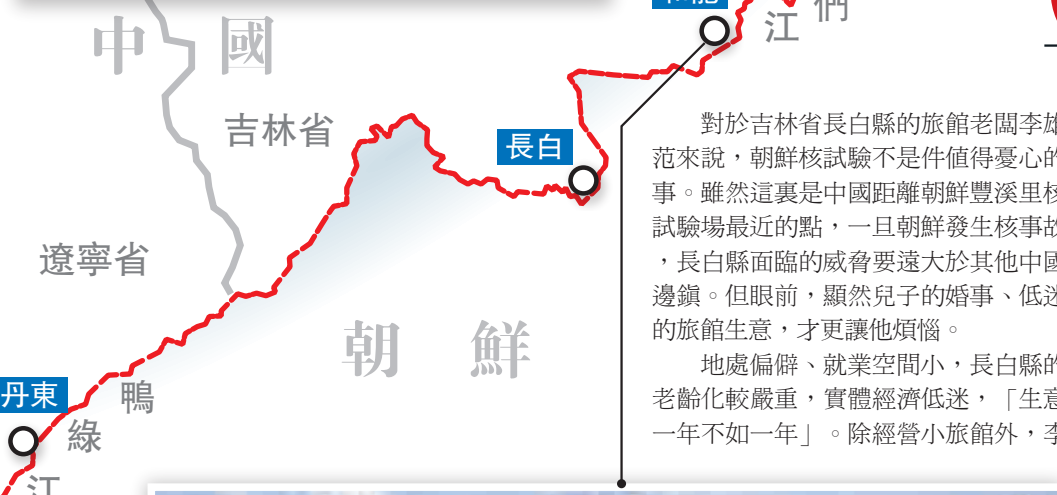 中國
吉林省
遼寧省
朝鮮
長白
丹東
鴨
綠
江
江
們
對於吉林省長白縣的旅館老闆李雄
范來說，朝鮮核試驗不是件值得憂心的
事。雖然這裏是中國距離朝鮮豐溪里核
試驗場最近的點，一旦朝鮮發生核事故
，長白縣面臨的威脅要遠大於其他中國
邊鎮。但眼前，顯然兒子的婚事、低迷
的旅館生意，才更讓他煩惱。
地處偏僻、就業空間小，長白縣的
老齡化較嚴重，實體經濟低迷，「生意
一年不如一年」。除經營小旅館外，李